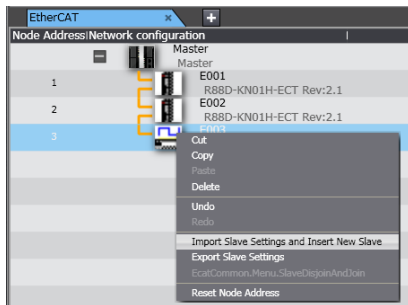 EtherCAT × +
Node Address|Network configuration
Master
Master
1 E001
R88D-KN01H-ECT Rev:2.1
2 E002
R88D-KN01H-ECT Rev:2.1
3 E003
Cut
Copy
Paste
Delete
Undo
Redo
Import Slave Settings and Insert New Slave
Export Slave Settings
EcatCommon.Menu.SlaveDisjoinAndJoin
Reset Node Address